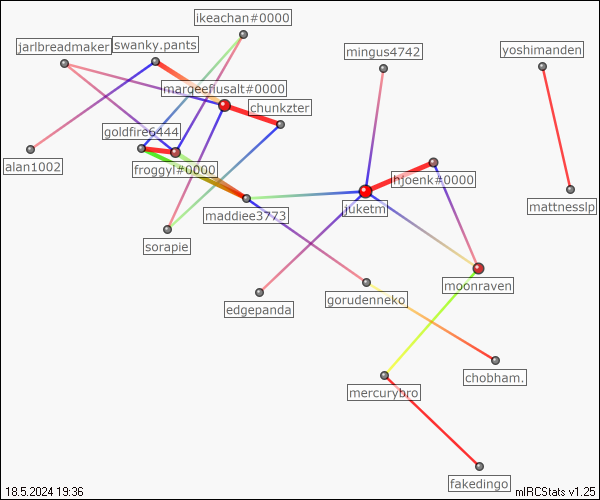 ikeachan#0000
jarlbreadmaker
swanky.pants
mingus4742
yoshimanden
marqeeflusalt#0000
chunkzter
goldfire6444
alan1002
froggyl#0000
hjoenk#0000
maddiee3773
juketm
mattnesslp
sorapie
moonraven
edgepanda
gorudenneko
chobham.
mercurybro
fakedingo
18.5.2024 19:36
mIRCStats v1.25